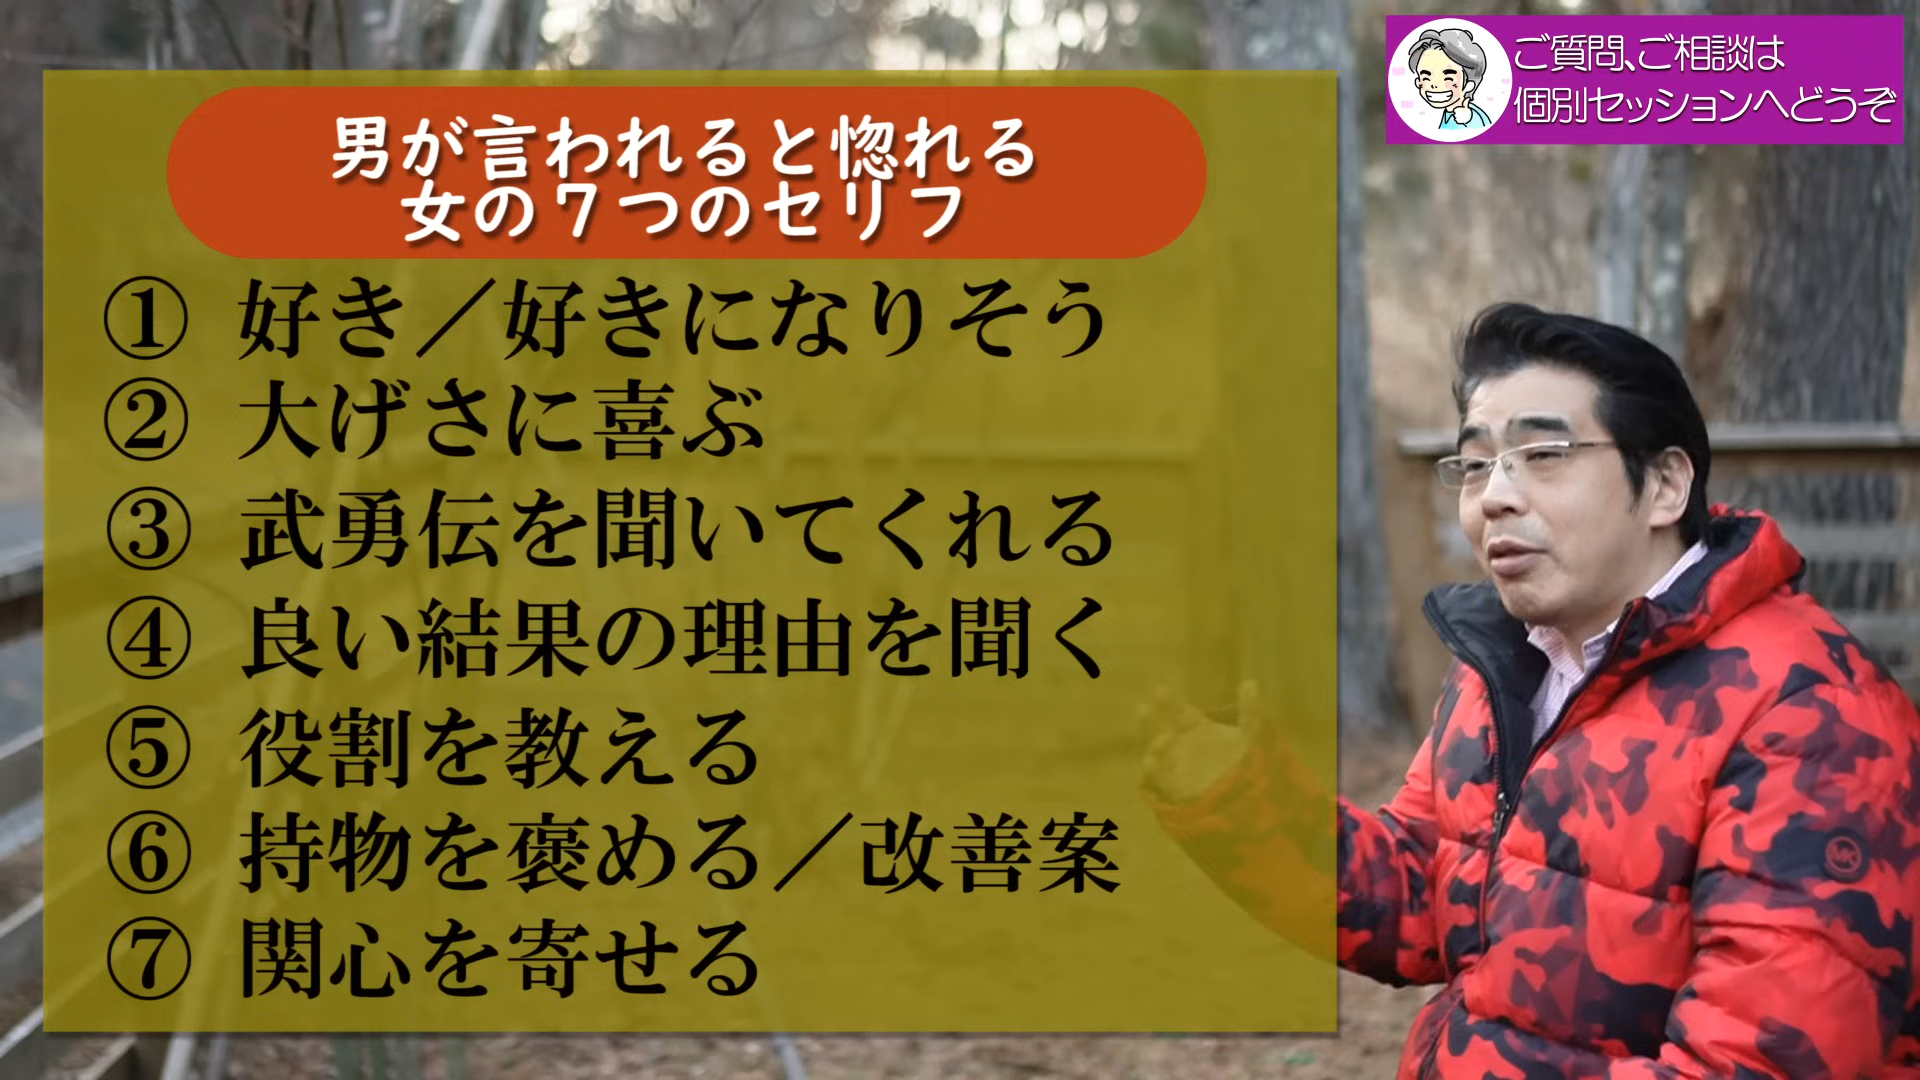 ご質問、ご相談は
個別セッションへどうぞ
男が言われると惚れる
女の７つのセリフ
① 好き／好きになりそう
② 大げさに喜ぶ
③ 武勇伝を聞いてくれる
④ 良い結果の理由を聞く
⑤ 役割を教える
⑥ 持物を褒める／改善案
⑦ 関心を寄せる
MK